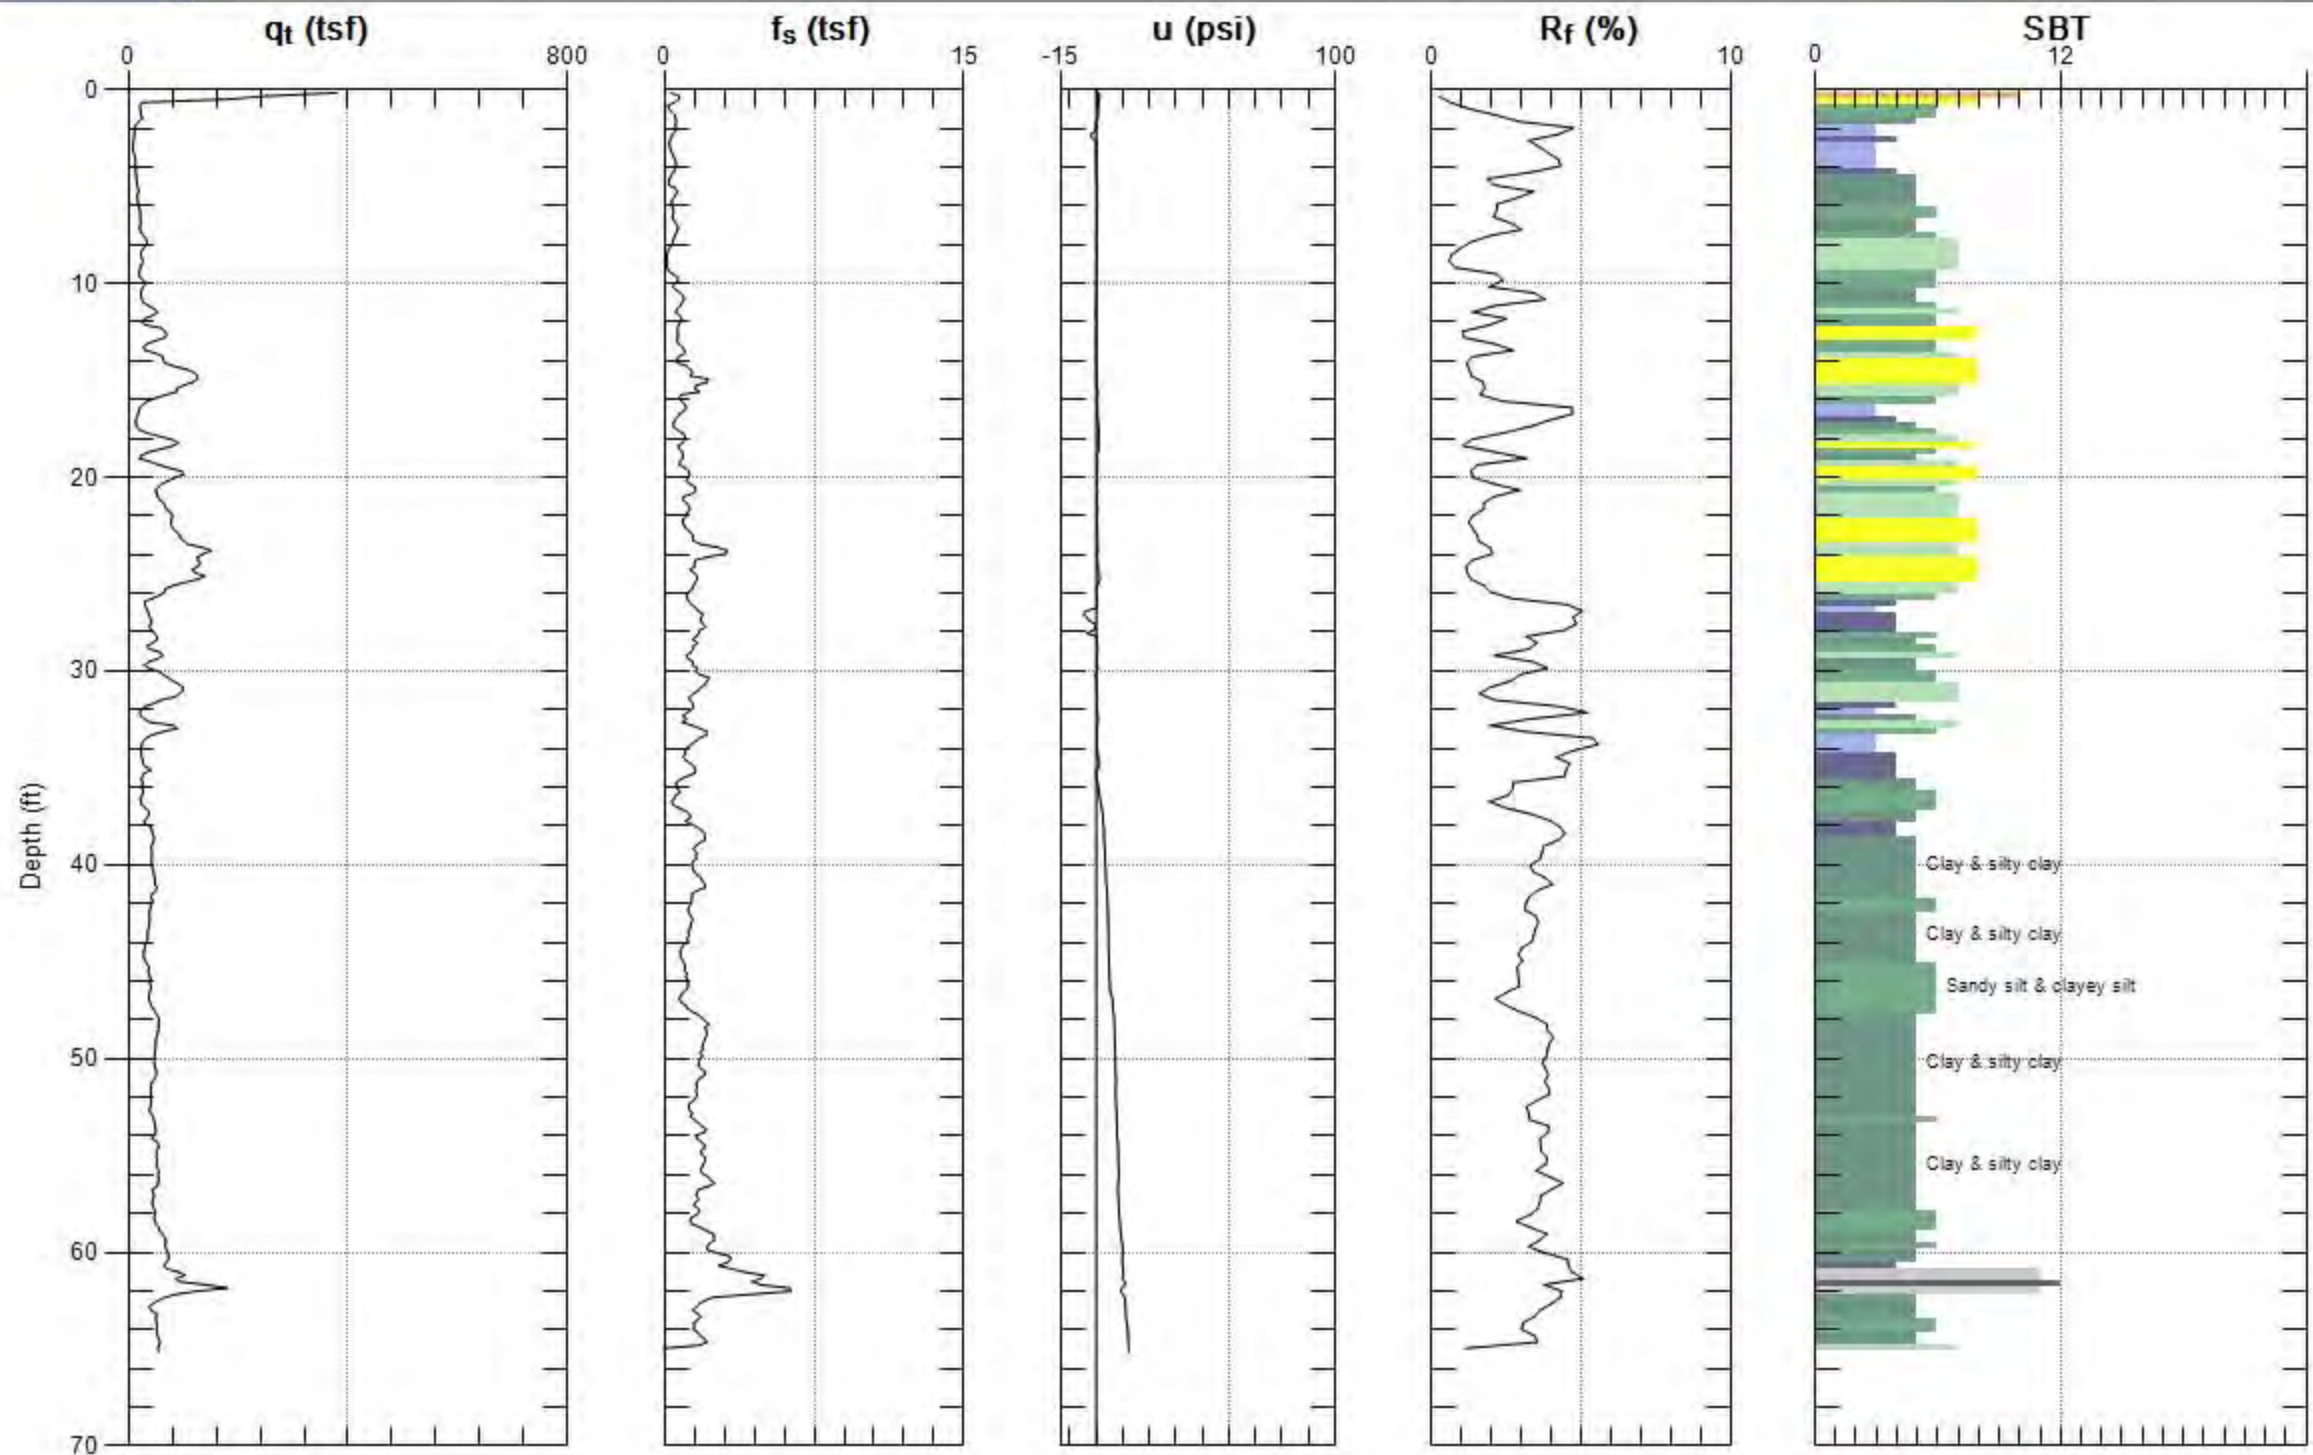 qt (tsf) fs (tsf) u (psi) Rf (%) SBT
0 800 0 15 -15 100 0 10 0 12
0
10
20
30
Depth (ft)
40 Clay & silty clay
Clay & silty clay
Sandy silt & clayey silt
50 Clay & silty clay
Clay & silty clay
60
70